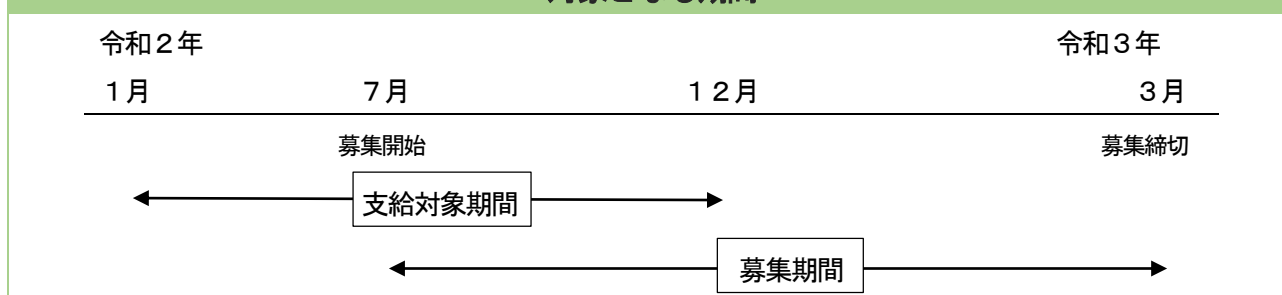 令和２年 令和３年
１月 ７月 １２月 ３月
募集開始 募集締切
支給対象期間
募集期間